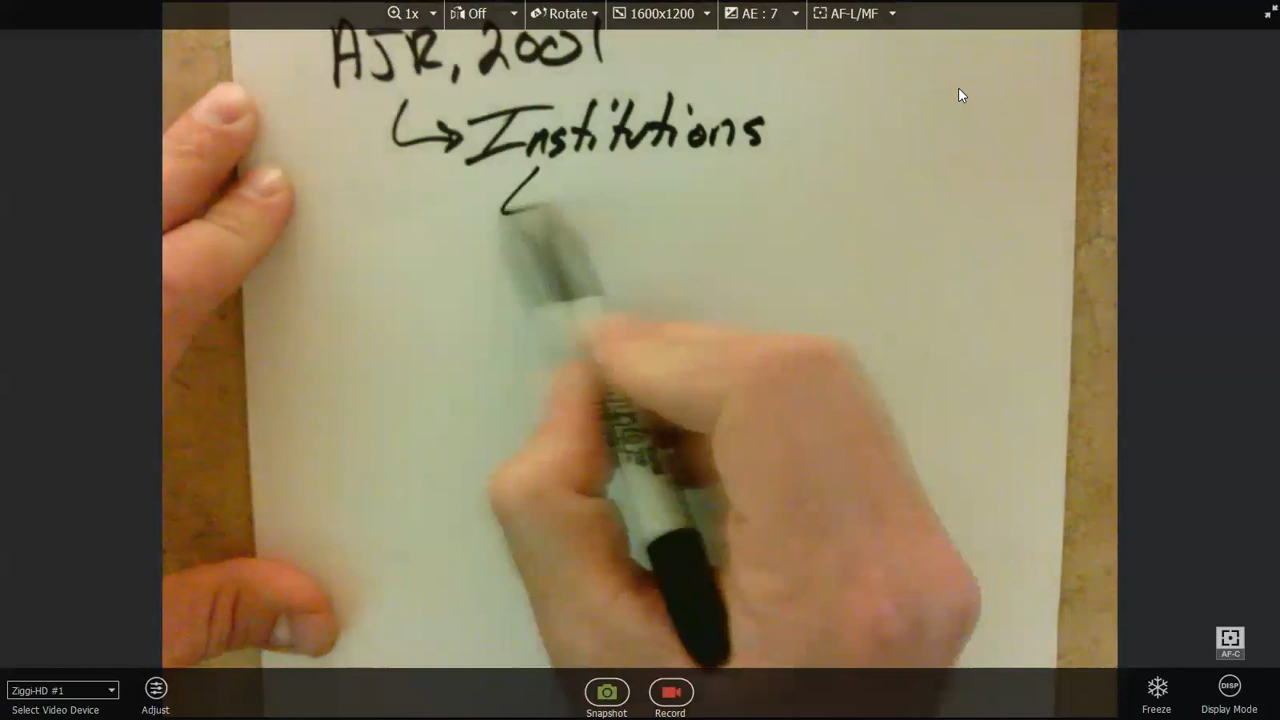 1x Off Rotate 1600x1200 AE : 7 AF-L/MF
AJR, 2001
↳ Institutions
AF-C
Ziggi-HD #1
Select Video Device Adjust Snapshot Record Freeze DISP Display Mode